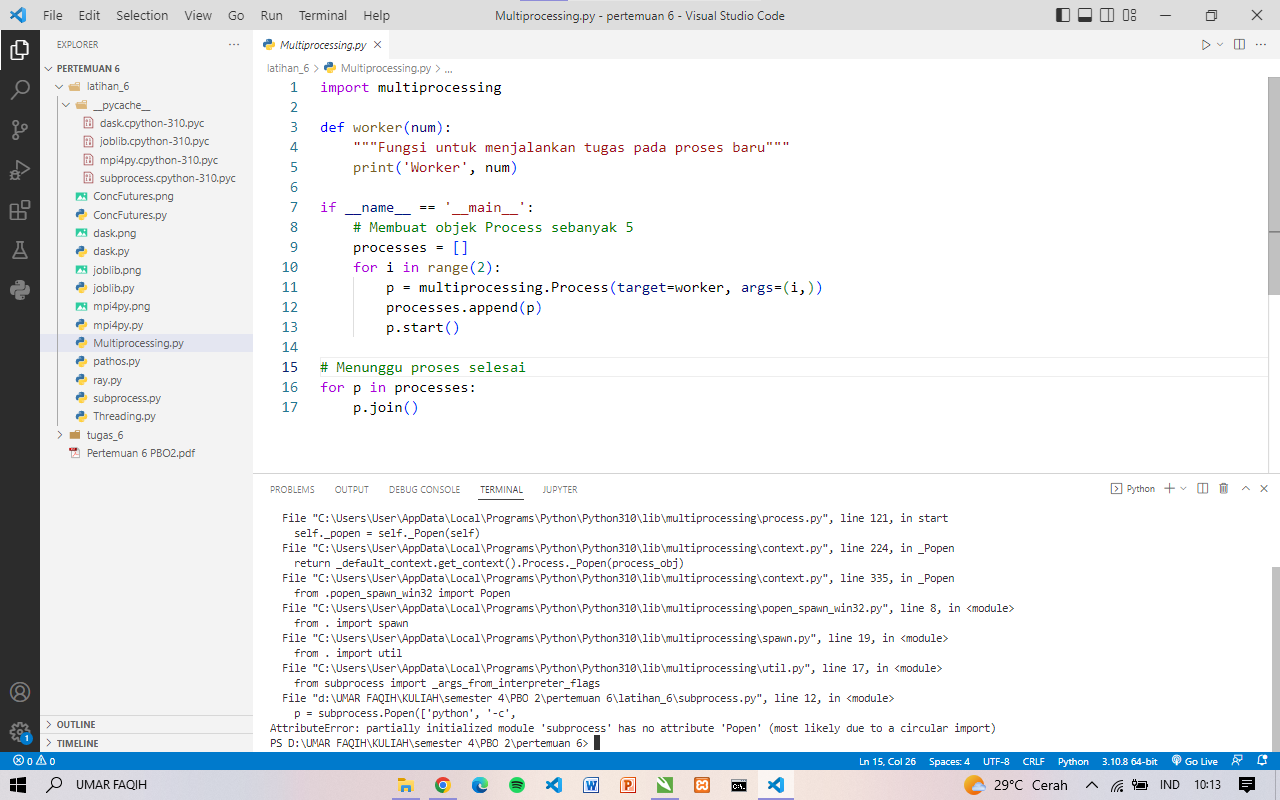 File Edit Selection View Go Run Terminal Help
Multiprocessing.py - pertemuan 6 - Visual Studio Code
EXPLORER
PERTEMUAN 6
latihan_6
__pycache__
dask.cpython-310.pyc
joblib.cpython-310.pyc
mpi4py.cpython-310.pyc
subprocess.cpython-310.pyc
ConcFutures.png
ConcFutures.py
dask.png
dask.py
joblib.png
joblib.py
mpi4py.png
mpi4py.py
Multiprocessing.py
pathos.py
ray.py
subprocess.py
Threading.py
tugas_6
Pertemuan 6 PBO2.pdf
OUTLINE
TIMELINE
Multiprocessing.py
latihan_6 > Multiprocessing.py > ...
1 import multiprocessing
2
3 def worker(num):
4     """Fungsi untuk menjalankan tugas pada proses baru"""
5     print('Worker', num)
6
7 if __name__ == '__main__':
8     # Membuat objek Process sebanyak 5
9     processes = []
10     for i in range(2):
11         p = multiprocessing.Process(target=worker, args=(i,))
12         processes.append(p)
13         p.start()
14
15 # Menunggu proses selesai
16 for p in processes:
17     p.join()
PROBLEMS OUTPUT DEBUG CONSOLE TERMINAL JUPYTER
Python
File "C:\Users\User\AppData\Local\Programs\Python\Python310\lib\multiprocessing\process.py", line 121, in start
self._popen = self._Popen(self)
File "C:\Users\User\AppData\Local\Programs\Python\Python310\lib\multiprocessing\context.py", line 224, in _Popen
return _default_context.get_context().Process._Popen(process_obj)
File "C:\Users\User\AppData\Local\Programs\Python\Python310\lib\multiprocessing\context.py", line 335, in _Popen
from .popen_spawn_win32 import Popen
File "C:\Users\User\AppData\Local\Programs\Python\Python310\lib\multiprocessing\popen_spawn_win32.py", line 8, in <module>
from . import spawn
File "C:\Users\User\AppData\Local\Programs\Python\Python310\lib\multiprocessing\spawn.py", line 19, in <module>
from . import util
File "C:\Users\User\AppData\Local\Programs\Python\Python310\lib\multiprocessing\util.py", line 17, in <module>
from subprocess import _args_from_interpreter_flags
File "d:\UMAR FAQIH\KULIAH\semester 4\PBO 2\pertemuan 6\latihan_6\subprocess.py", line 12, in <module>
p = subprocess.Popen(['python', '-c',
AttributeError: partially initialized module 'subprocess' has no attribute 'Popen' (most likely due to a circular import)
PS D:\UMAR FAQIH\KULIAH\semester 4\PBO 2\pertemuan 6>
1
0 0 Ln 15, Col 26 Spaces: 4 UTF-8 CRLF Python 3.10.8 64-bit Go Live
UMAR FAQIH 29°C Cerah IND 10:13